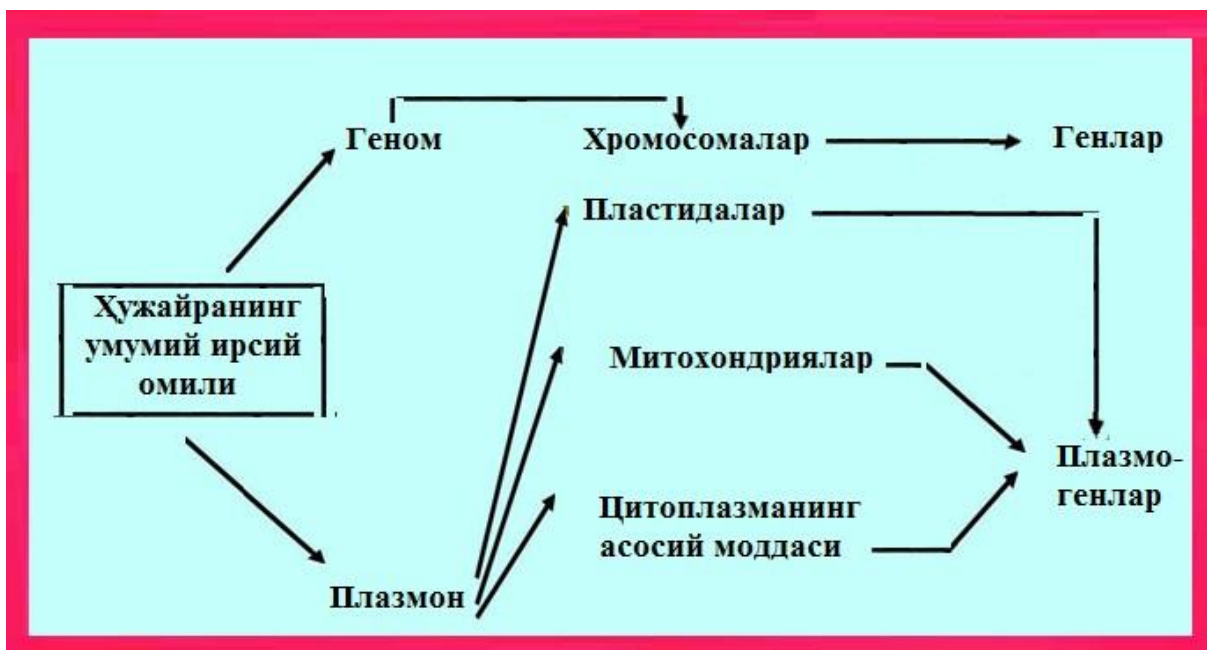 Геном
Хромосомалар
Генлар
Пластидалар
Ҳужайранинг
умумий ирсий
омили
Митохондриялар
Плазмо-
генлар
Цитоплазманинг
асосий моддаси
Плазмон